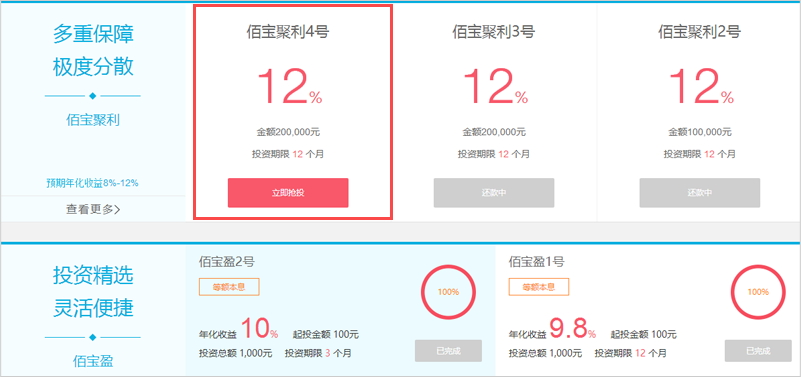 多重保障
极度分散
佰宝聚利
预期年化收益8%-12%
查看更多>
佰宝聚利4号
12%
金额200,000元
投资期限 12 个月
立即抢投
佰宝聚利3号
12%
金额200,000元
投资期限 12 个月
还款中
佰宝聚利2号
12%
金额100,000元
投资期限 12 个月
还款中
投资精选
灵活便捷
佰宝盈
佰宝盈2号
等额本息
100%
年化收益 10% 起投金额 100元
投资总额 1,000元 投资期限 3 个月
已完成
佰宝盈1号
等额本息
100%
年化收益 9.8% 起投金额 100元
投资总额 1,000元 投资期限 12 个月
已完成